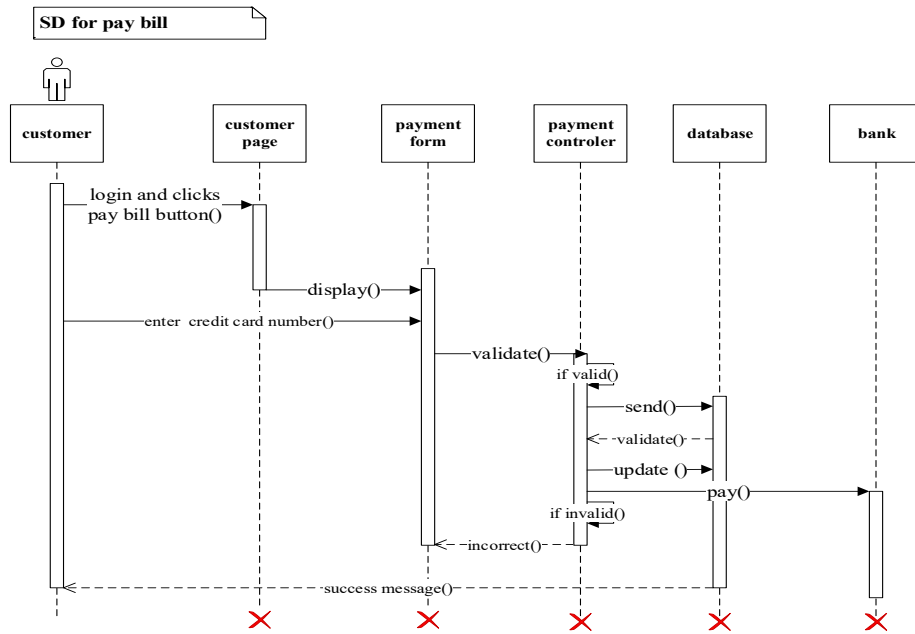 SD for pay bill
customer
customer
page
payment
form
payment
controler
database
bank
login and clicks
pay bill button()
display()
enter credit card number()
validate()
if valid()
send()
validate()
update ()
pay()
if invalid()
incorrect()
success message()